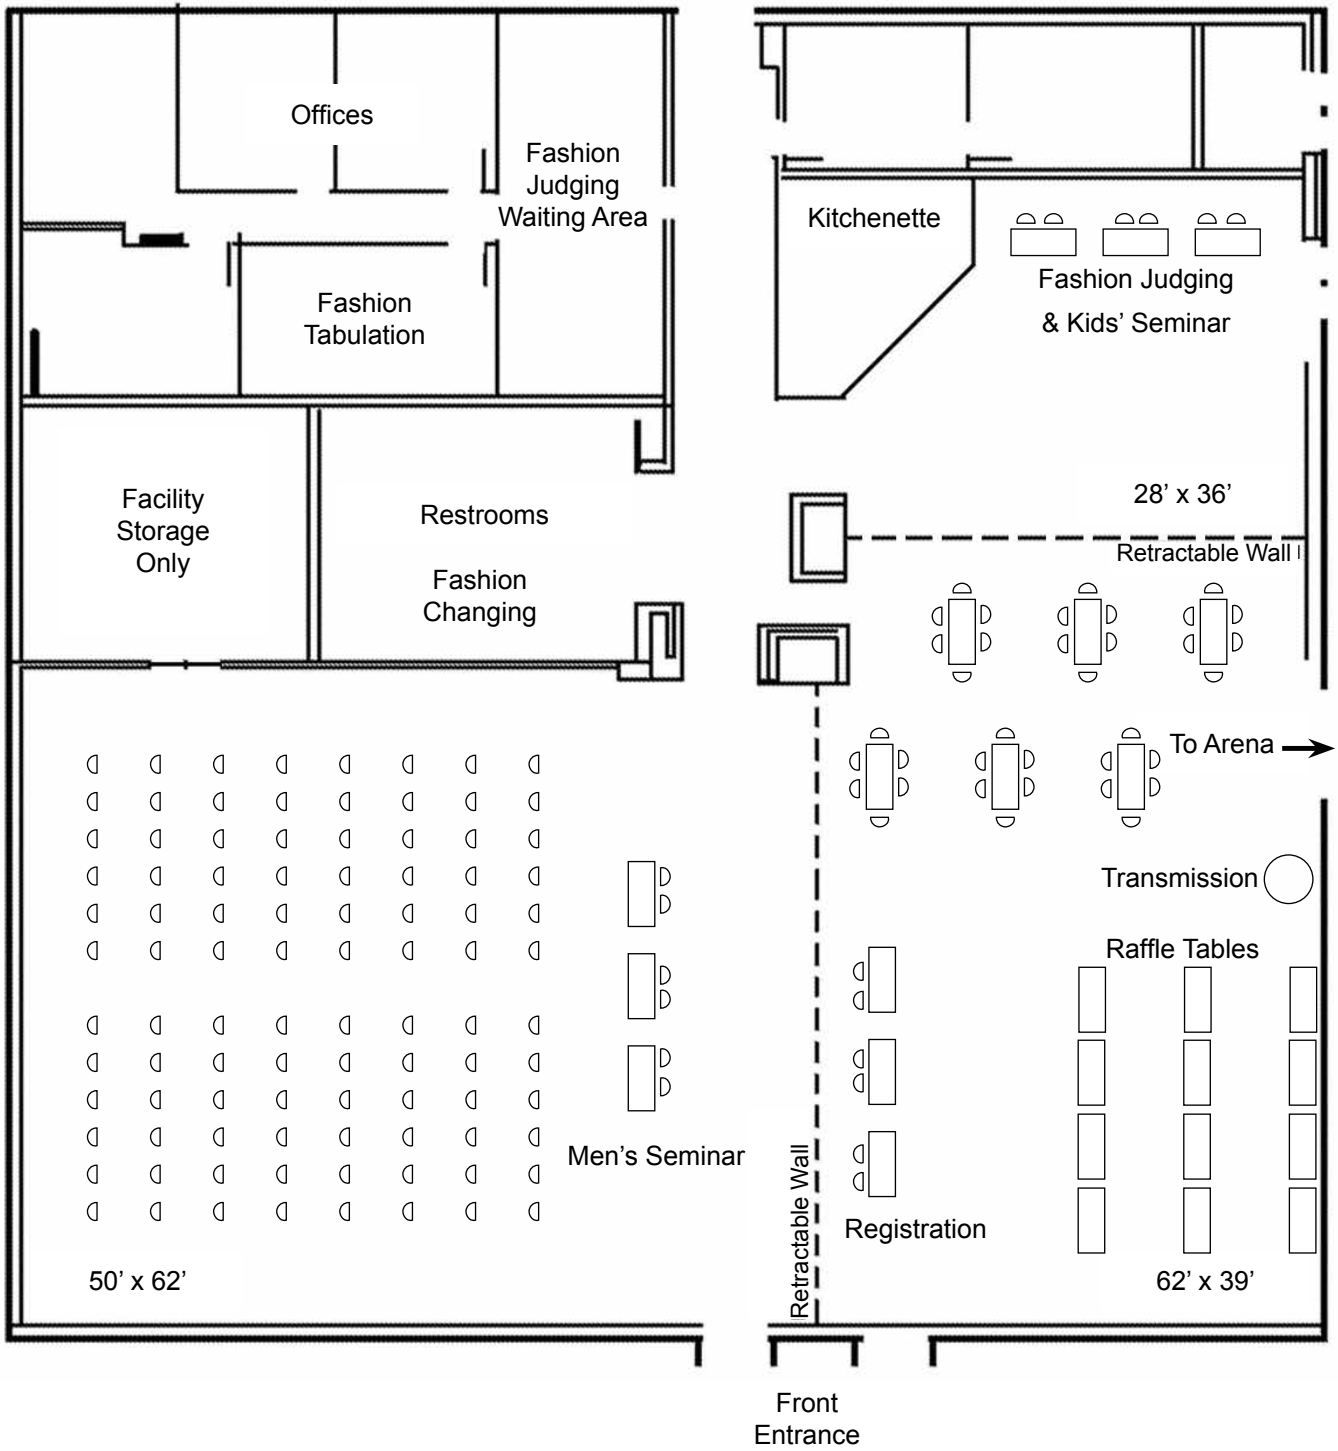 Offices
Fashion
Judging
Waiting Area
Kitchenette
Fashion Judging
& Kids’ Seminar
Fashion
Tabulation
28’ x 36’
Retractable Wall
Facility
Storage
Only
Restrooms
Fashion
Changing
To Arena
Transmission
Raffle Tables
Men’s Seminar
Retractable Wall
Registration
50’ x 62’
62’ x 39’
Front
Entrance